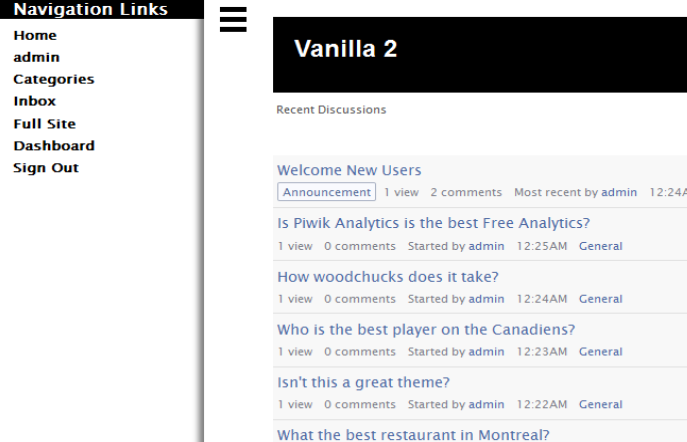 Navigation Links
Home
admin
Categories
Inbox
Full Site
Dashboard
Sign Out
Vanilla 2
Recent Discussions
Welcome New Users
Announcement 1 view 2 comments Most recent by admin 12:24A
Is Piwik Analytics is the best Free Analytics?
1 view 0 comments Started by admin 12:25AM General
How woodchucks does it take?
1 view 0 comments Started by admin 12:24AM General
Who is the best player on the Canadiens?
1 view 0 comments Started by admin 12:23AM General
Isn't this a great theme?
1 view 0 comments Started by admin 12:22AM General
What the best restaurant in Montreal?